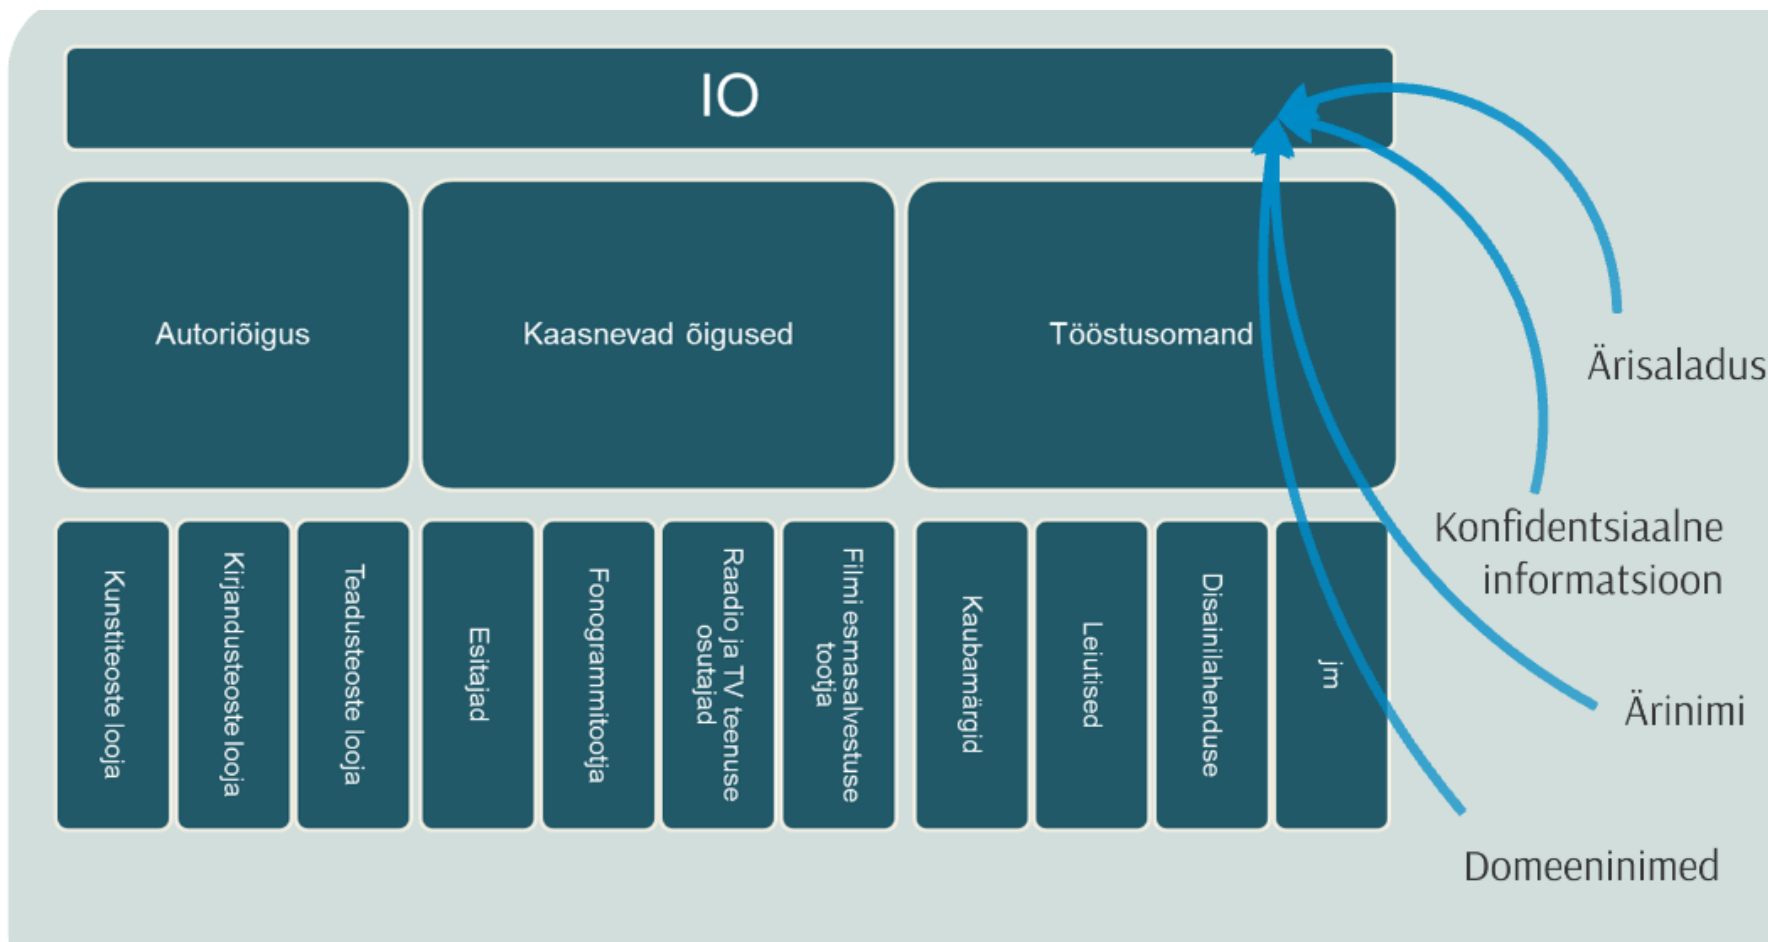 IO
Autoriõigus
Kaasnevad õigused
Tööstusomand
Kunstiteoste looja
Kirjandusteoste looja
Teadusteoste looja
Esitajad
Fonogrammitootja
Raadio ja TV teenuse
osutajad
Filmi esmasalvestuse
tootja
Kaubamärgid
Leiutised
Disainilahenduse
jm
Ärisaladus
Konfidentsiaalne
informatsioon
Ärinimi
Domeeninimed